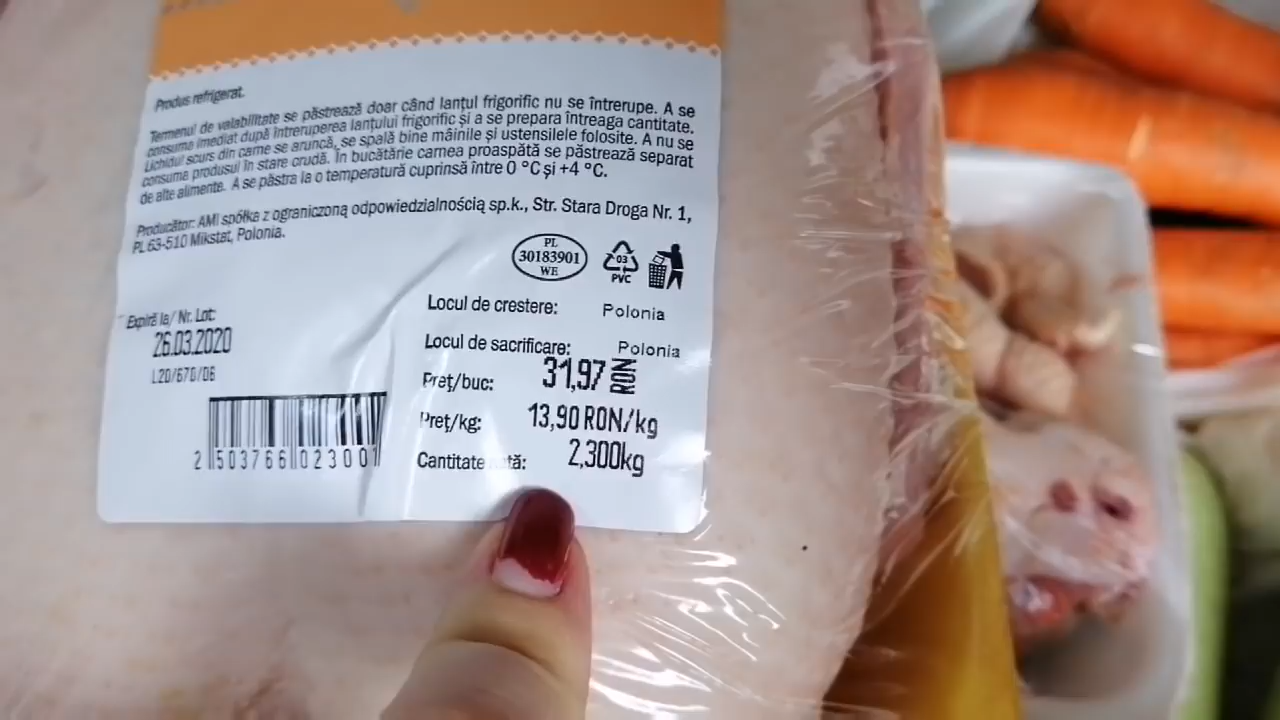 Produs refrigerat.
Termenul de valabilitate se păstrează doar când lanțul frigorific nu se întrerupe. A se
consuma imediat după întreruperea lanțului frigorific și a se prepara întreaga cantitate.
Lichidul scurs din carne se aruncă, se spală bine mâinile și ustensilele folosite. A nu se
consuma produsul în stare crudă. În bucătărie carnea proaspătă se păstrează separat
de alte alimente. A se păstra la o temperatură cuprinsă între 0 °C și +4 °C.
Producător: AMI spółka z ograniczoną odpowiedzialnością sp.k., Str. Stara Droga Nr. 1,
PL 63-510 Mikstat, Polonia.
PL
30183901
WE
03
PVC
Locul de crestere: Polonia
Expiră la/ Nr. Lot:
26.03.2020
Locul de sacrificare: Polonia
L20/670/06
Preț/buc: 31,97 RON
Preț/kg: 13,90 RON/kg
Cantitate 2,300kg
2 503766 023001